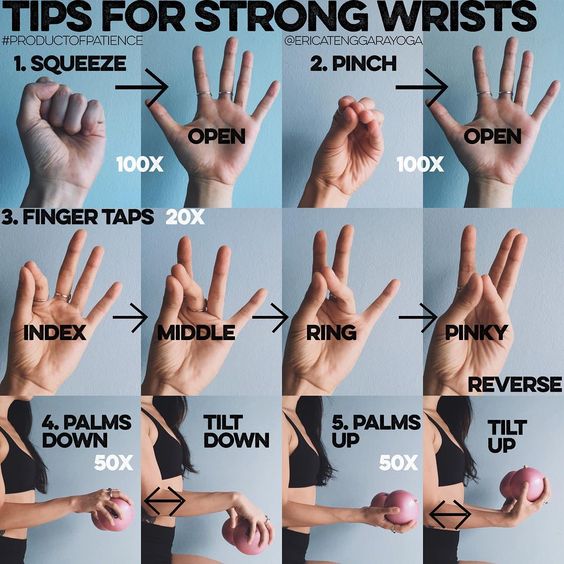 TIPS FOR STRONG WRISTS
#PRODUCTOFPATIENCE
@ERICATENGGARAYOGA
1. SQUEEZE
OPEN
100X
2. PINCH
OPEN
100X
3. FINGER TAPS 20X
INDEX
MIDDLE
RING
PINKY
REVERSE
4. PALMS
DOWN
50X
TILT
DOWN
5. PALMS
UP
50X
TILT
UP